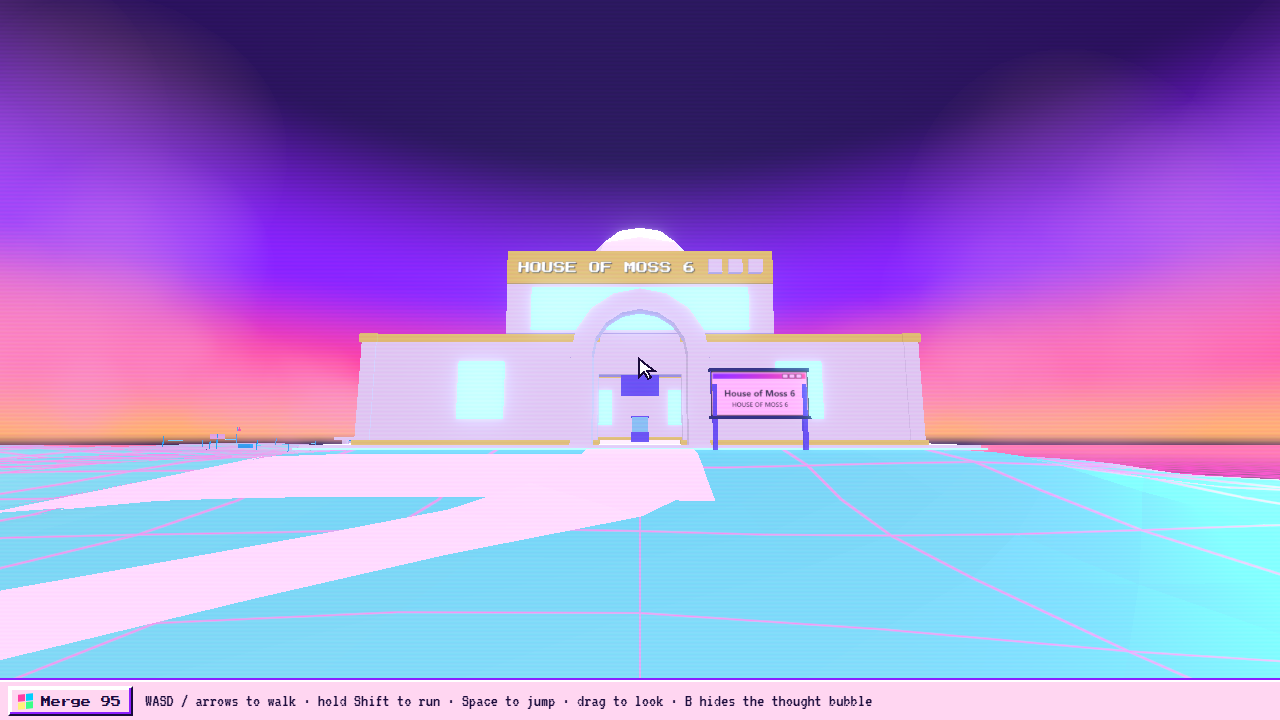 HOUSE OF MOSS 6
House of Moss 6
HOUSE OF MOSS 6
Merge 95
WASD / arrows to walk · hold Shift to run · Space to jump · drag to look · B hides the thought bubble